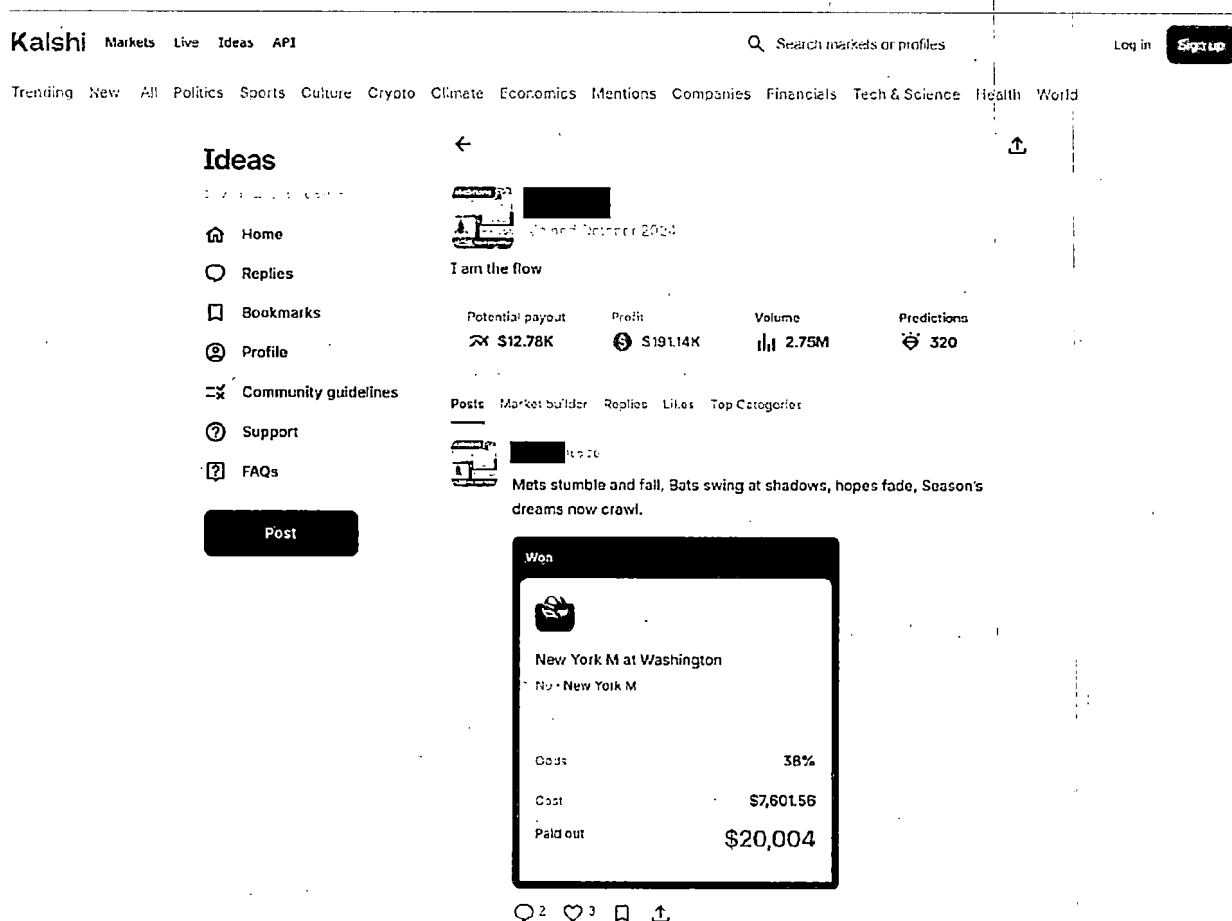 Kalshi Markets Live Ideas API Search markets or profiles Log in Sign up
Trending New All Politics Sports Culture Crypto Climate Economics Mentions Companies Financials Tech & Science Health World
Ideas
Joined October 2024
Home
I am the flow
Replies
Bookmarks
Potential payout Profit Volume Predictions
$12.78K $191.14K 2.75M 320
Profile
Community guidelines
Posts Market builder Replies Likes Top Categories
Support
FAQs
Mets stumble and fall, Bats swing at shadows, hopes fade, Season's
dreams now crawl.
Post
Won
New York M at Washington
No · New York M
Odds 38%
Cost $7,601.56
Paid out $20,004
2 3